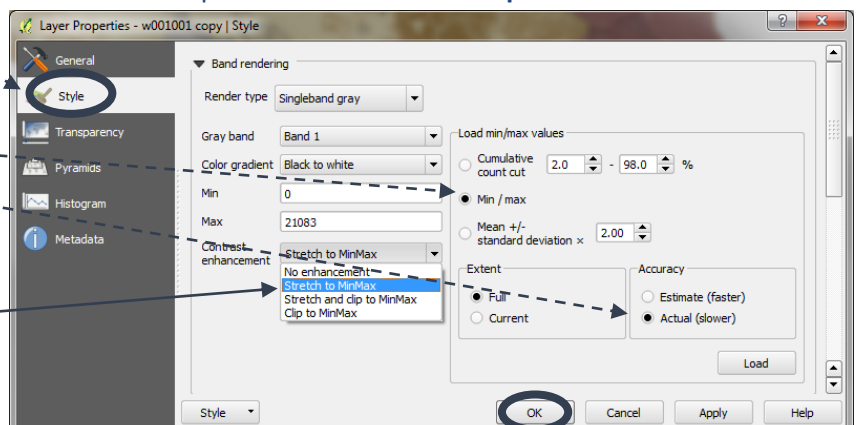 Layer Properties - w001001 copy | Style
General
Style
Transparency
Pyramids
Histogram
Metadata
Band rendering
Render type Singleband gray
Gray band Band 1
Color gradient Black to white
Min 0
Max 21083
Contrast
enhancement
Stretch to MinMax
No enhancement
Stretch to MinMax
Stretch and clip to MinMax
Clip to MinMax
Load min/max values
Cumulative
count cut
2.0 - 98.0 %
Min / max
Mean +/-
standard deviation ×
2.00
Extent
Full
Current
Accuracy
Estimate (faster)
Actual (slower)
Load
Style
OK
Cancel
Apply
Help